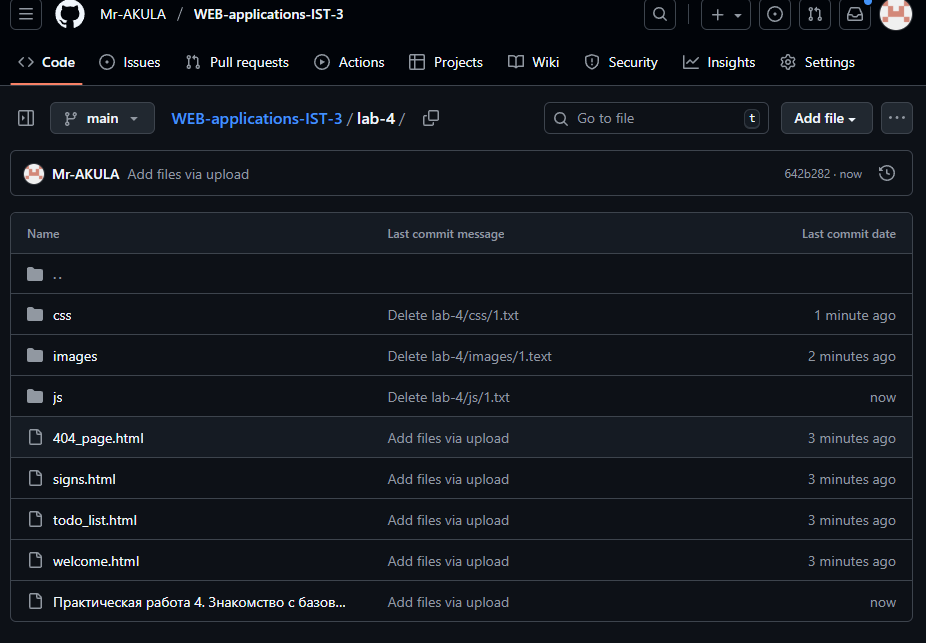 Mr-AKULA / WEB-applications-IST-3
Code Issues Pull requests Actions Projects Wiki Security Insights Settings
main WEB-applications-IST-3 / lab-4 / Go to file t Add file
Mr-AKULA Add files via upload 642b282 · now
Name Last commit message Last commit date
..
css Delete lab-4/css/1.txt 1 minute ago
images Delete lab-4/images/1.text 2 minutes ago
js Delete lab-4/js/1.txt now
404_page.html Add files via upload 3 minutes ago
signs.html Add files via upload 3 minutes ago
todo_list.html Add files via upload 3 minutes ago
welcome.html Add files via upload 3 minutes ago
Практическая работа 4. Знакомство с базов... Add files via upload now